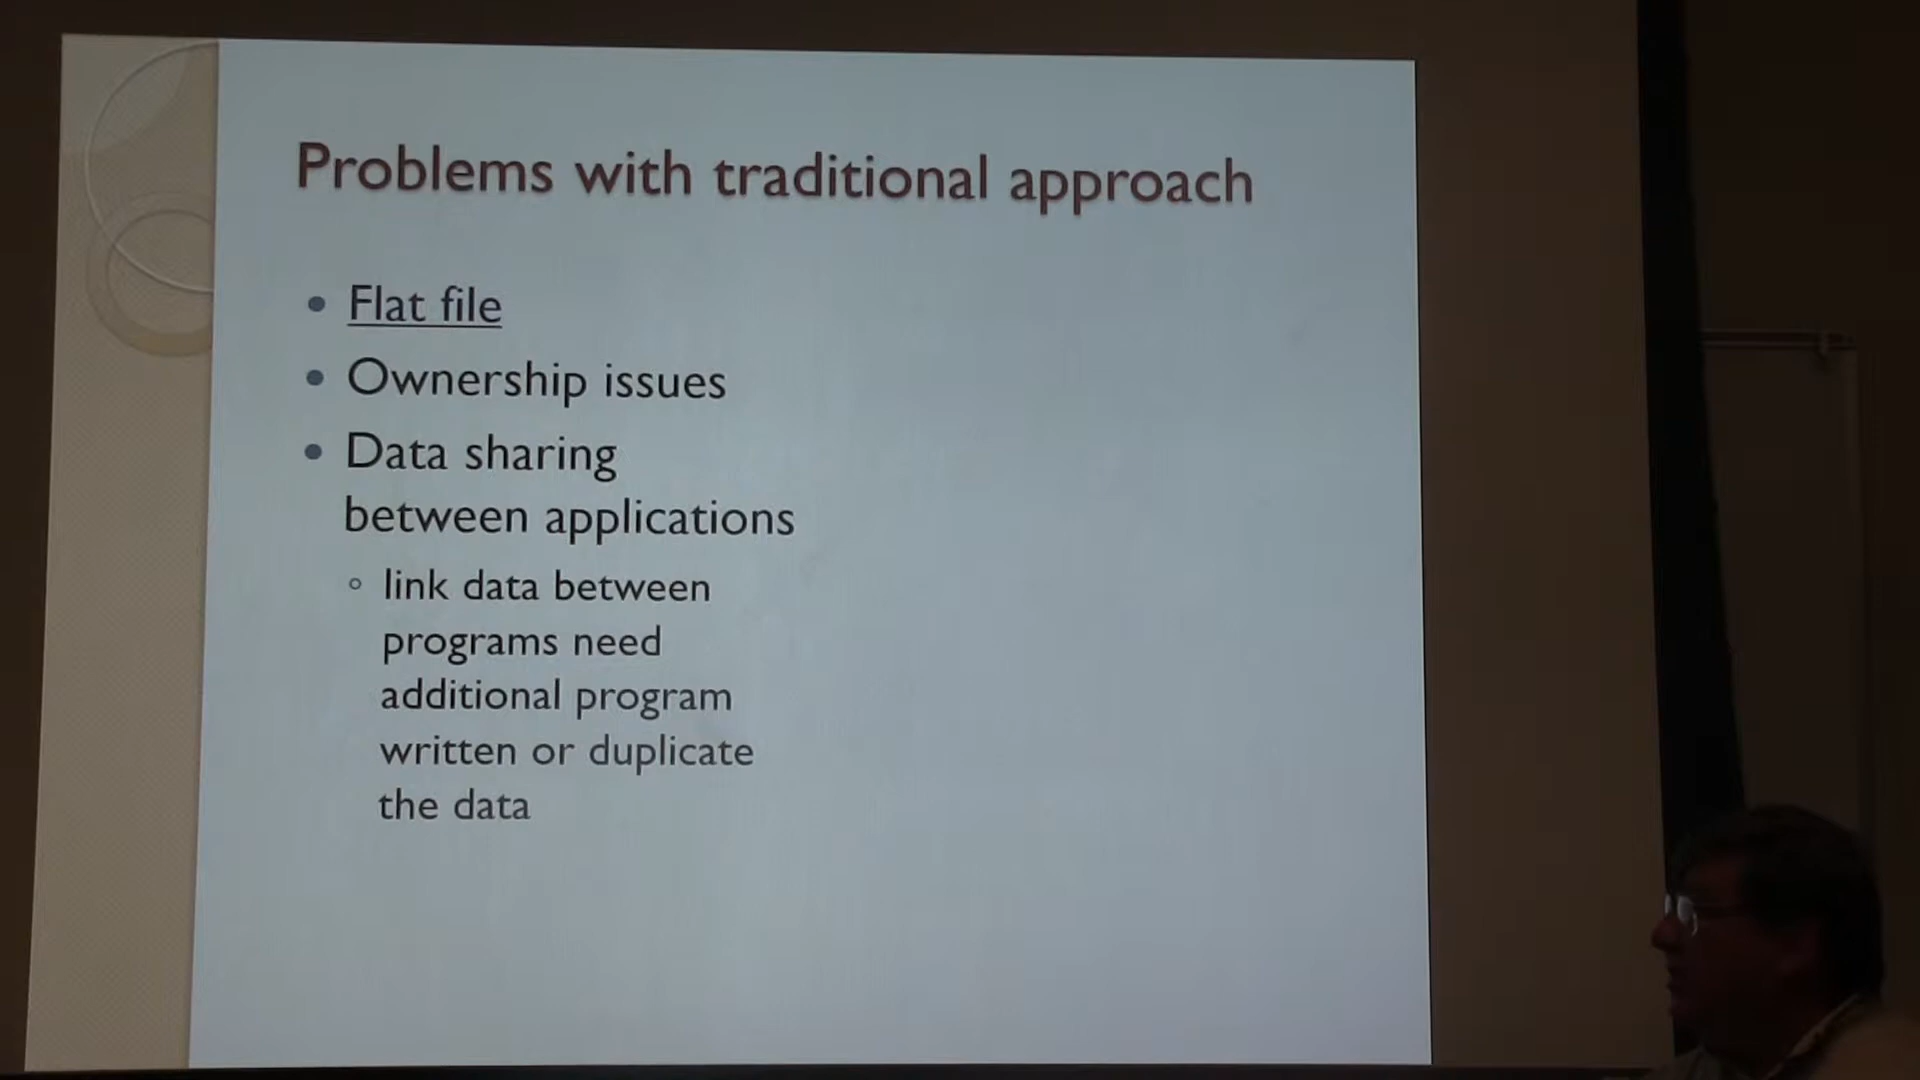 Problems with traditional approach
Flat file
Ownership issues
Data sharing
between applications
link data between
programs need
additional program
written or duplicate
the data